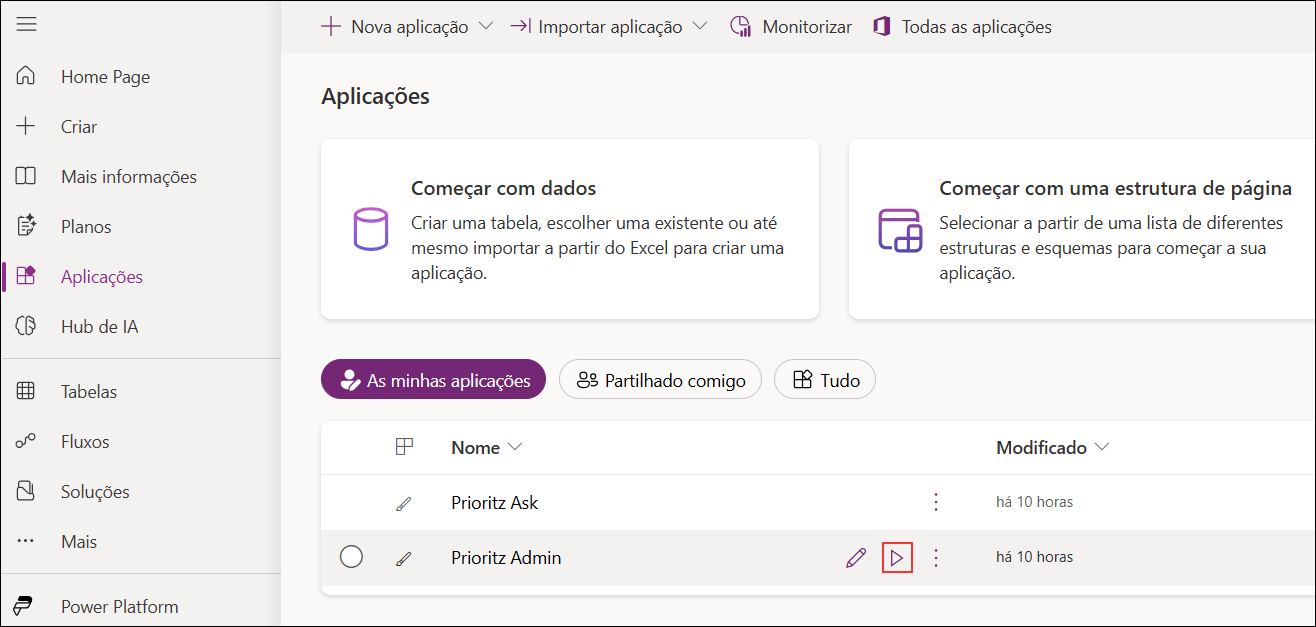 Nova aplicação
Importar aplicação
Monitorizar
Todas as aplicações
Home Page
Criar
Mais informações
Planos
Aplicações
Hub de IA
Tabelas
Fluxos
Soluções
Mais
Power Platform
Aplicações
Começar com dados
Criar uma tabela, escolher uma existente ou até
mesmo importar a partir do Excel para criar uma
aplicação.
Começar com uma estrutura de página
Selecionar a partir de uma lista de diferentes
estruturas e esquemas para começar a sua
aplicação.
As minhas aplicações
Partilhado comigo
Tudo
Nome
Modificado
Prioritz Ask
há 10 horas
Prioritz Admin
há 10 horas